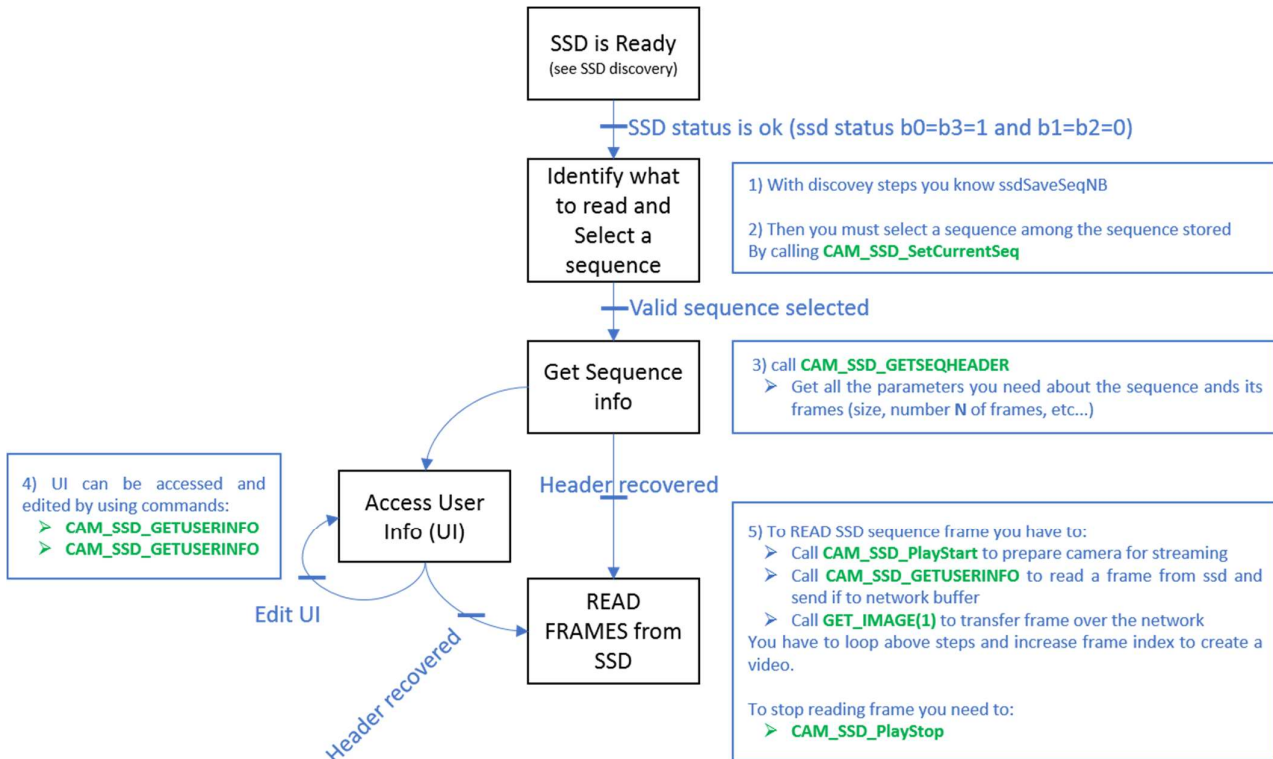 SSD is Ready
(see SSD discovery)
SSD status is ok (ssd status b0=b3=1 and b1=b2=0)
Identify what
to read and
Select a
sequence
1) With discovey steps you know ssdSaveSeqNB
2) Then you must select a sequence among the sequence stored
By calling CAM_SSD_SetCurrentSeq
Valid sequence selected
Get Sequence
info
3) call CAM_SSD_GETSEQHEADER
➢ Get all the parameters you need about the sequence ands its
frames (size, number N of frames, etc...)
Header recovered
4) UI can be accessed and
edited by using commands:
➢ CAM_SSD_GETUSERINFO
➢ CAM_SSD_GETUSERINFO
Access User
Info (UI)
Edit UI
Header recovered
READ
FRAMES from
SSD
5) To READ SSD sequence frame you have to:
➢ Call CAM_SSD_PlayStart to prepare camera for streaming
➢ Call CAM_SSD_GETUSERINFO to read a frame from ssd and
send if to network buffer
➢ Call GET_IMAGE(1) to transfer frame over the network
You have to loop above steps and increase frame index to create a
video.
To stop reading frame you need to:
➢ CAM_SSD_PlayStop